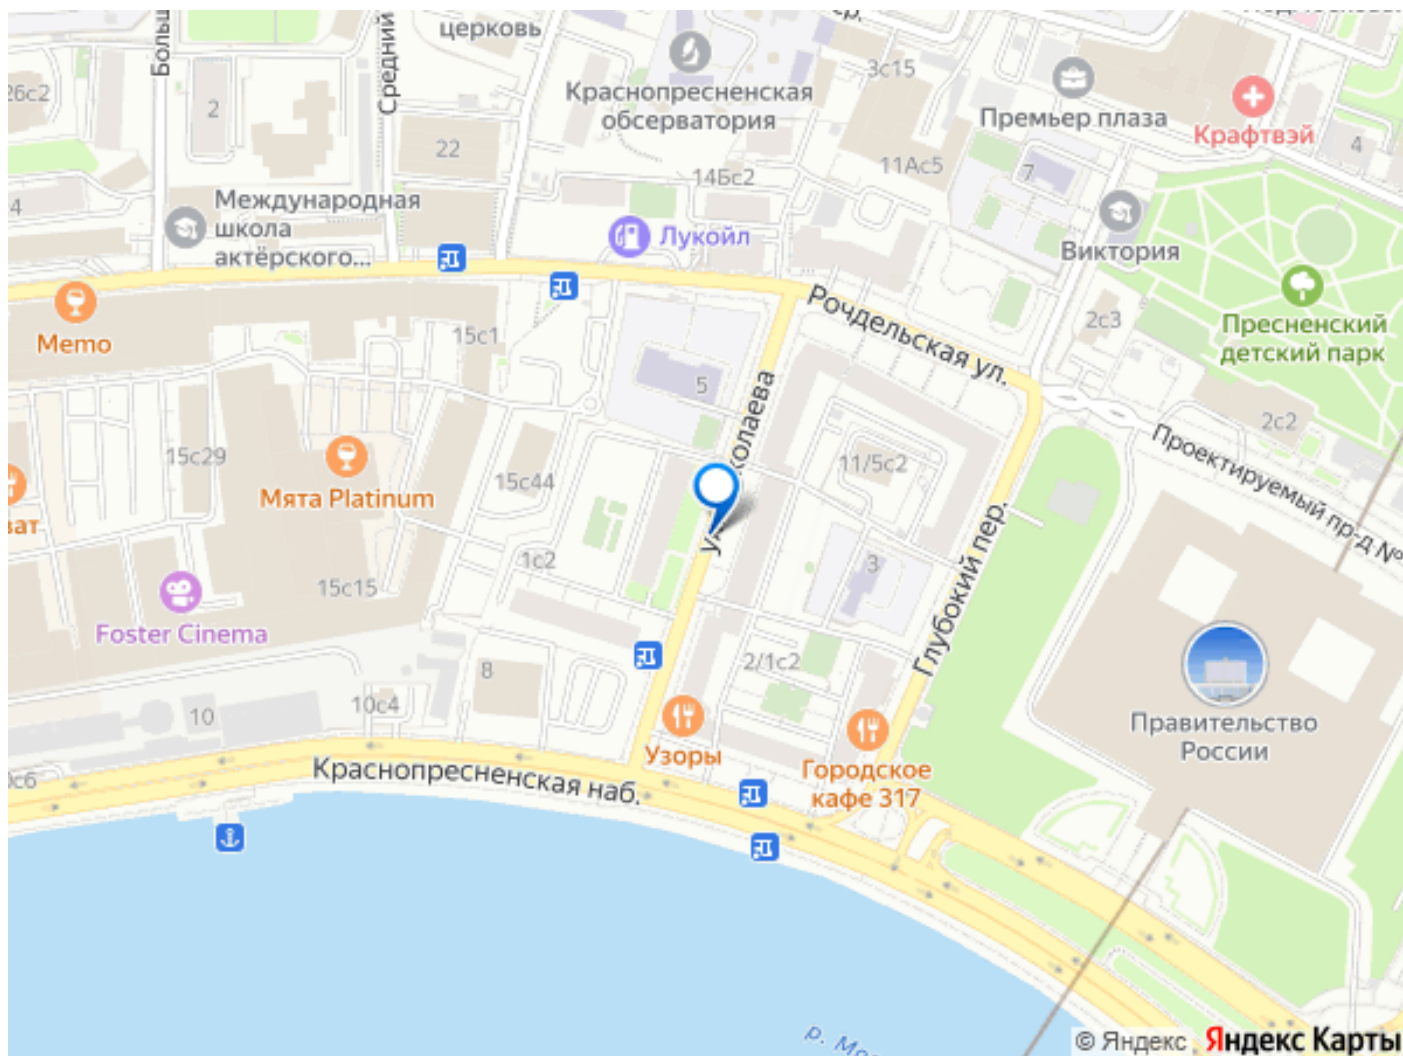 церковь
Больш
Средний
26с2
2
22
3с15
Краснопресненская
обсерватория
Премьер плаза
Крафтвэй
4
14Бс2
11Ас5
7
4
Международная
школа
актёрского...
Лукойл
Виктория
Memo
15с1
Рочдельская ул.
2с3
Пресненский
детский парк
5
2с2
15с29
Мята Platinum
15с44
11/5с2
Проектируемый пр-д №
ват
1с2
3
15с15
Глубокий пер.
Foster Cinema
8
2/1с2
10
10с4
Узоры
Городское
кафе 317
Правительство
России
Краснопресненская наб.
р. Мо
© Яндекс
Яндекс Карты